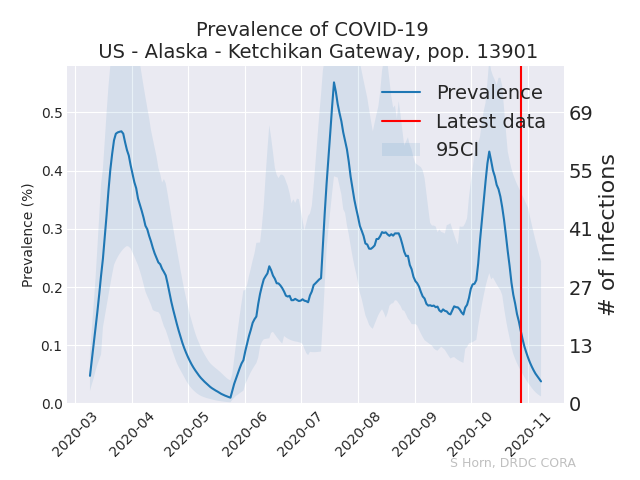 Prevalence of COVID-19
US - Alaska - Ketchikan Gateway, pop. 13901
Prevalence (%)
0.5
0.4
0.3
0.2
0.1
0.0
Prevalence
Latest data
95CI
69
55
41
27
13
0
# of infections
2020-03
2020-04
2020-05
2020-06
2020-07
2020-08
2020-09
2020-10
2020-11
S Horn, DRDC CORA